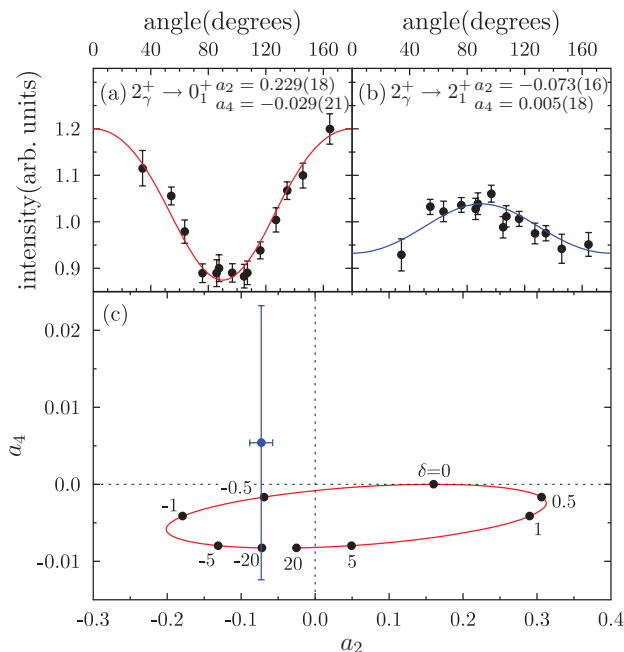 angle(degrees) angle(degrees)
0 40 80 120 160 0 40 80 120 160
(a) 2γ+ → 01+ a2 = 0.229(18)
a4 = −0.029(21)
(b) 2γ+ → 21+ a2 = −0.073(16)
a4 = 0.005(18)
intensity(arb. units)
1.2
1.1
1.0
0.9
(c)
a4
0.02
0.01
0.0
-0.01
δ=0
-0.5
0.5
-1
1
-5
-20
20
5
-0.3 -0.2 -0.1 0.0 0.1 0.2 0.3 0.4
a2